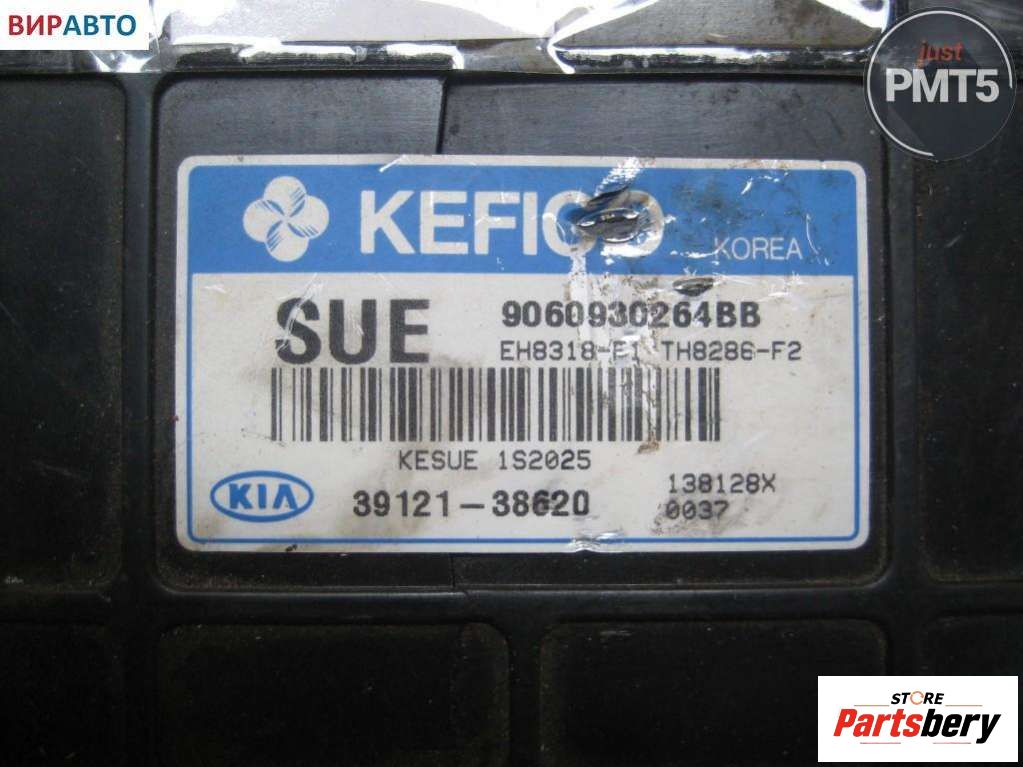 ВИРАВТО
just
PMT5
KEFICO
KOREA
SUE
9060930264BB
EH8318-F1 TH8286-F2
KESUE 1S2025
138128X
KIA
39121-38620
0037
STORE
Partsbery